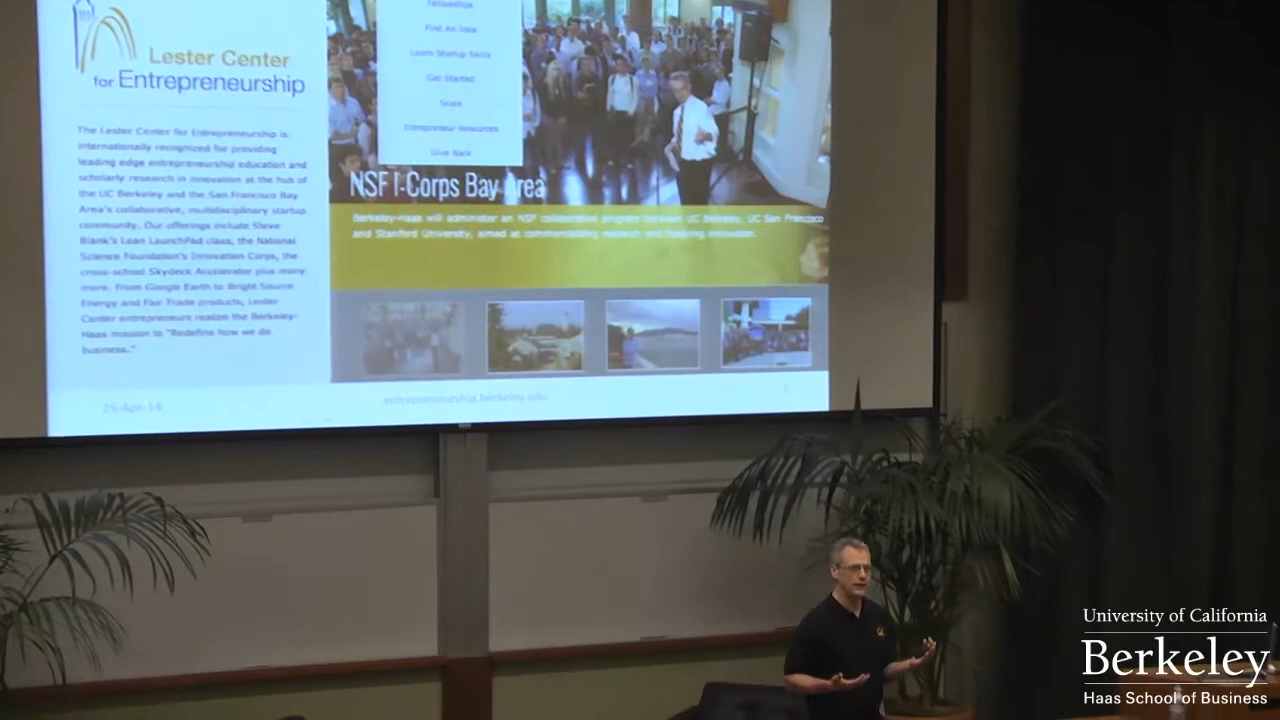 Lester Center
for Entrepreneurship
The Lester Center for Entrepreneurship is
internationally recognized for providing
leading edge entrepreneurship education and
scholarly research in innovation at the hub of
the UC Berkeley and the San Francisco Bay
Area's collaborative, multidisciplinary startup
community. Our offerings include Steve
Blank's Lean LaunchPad class, the National
Science Foundation's Innovation Corps, the
cross-school Skydeck Accelerator plus many
more. From Google Earth to Bright Source
Energy and Fair Trade products, Lester
Center entrepreneurs realize the Berkeley-
Haas mission to "Redefine how we do
business."
Fellowships
Find An Idea
Learn Startup Skills
Get Started
Scale
Entrepreneur Resources
Give Back
NSF I-Corps Bay Area
Berkeley-Haas will administer an NSF collaborative program between UC Berkeley, UC San Francisco
and Stanford University, aimed at commercializing research and fostering innovation.
25-Apr-14
entrepreneurship.berkeley.edu
University of California
Berkeley
Haas School of Business